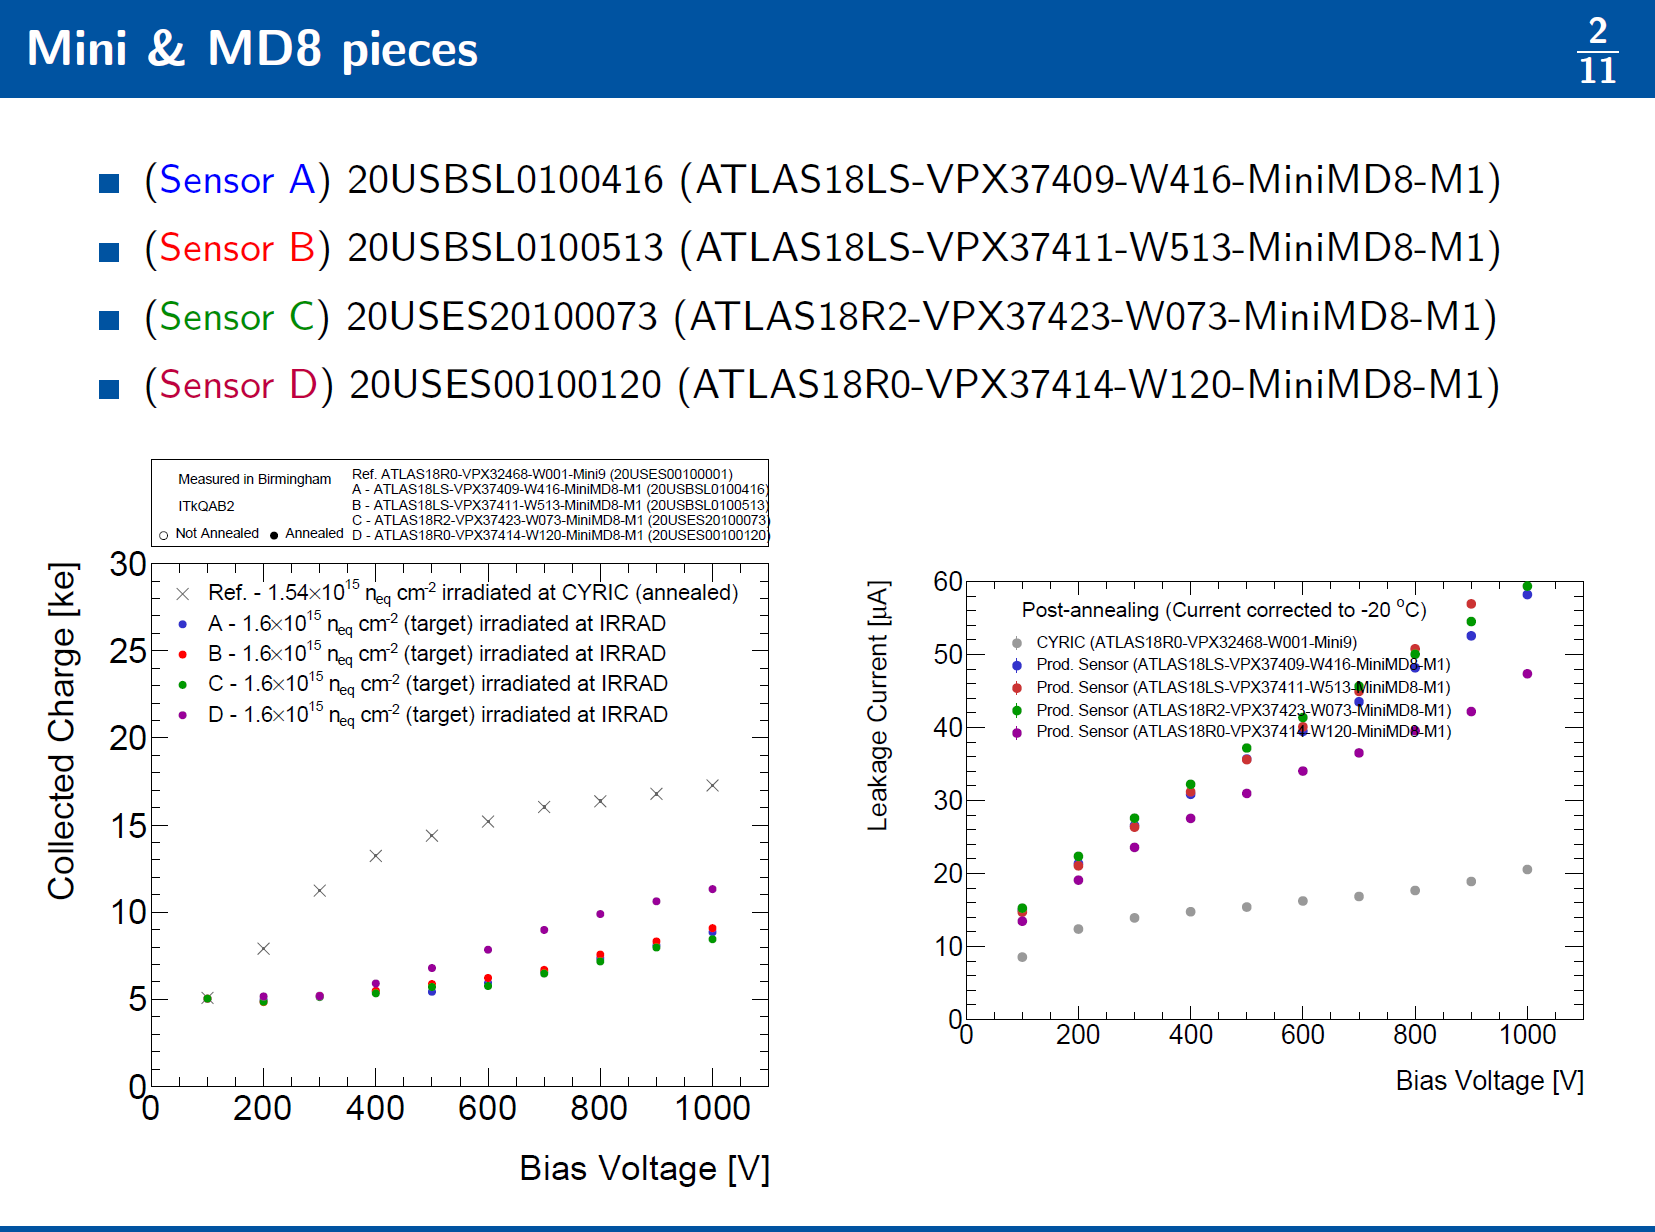 Mini & MD8 pieces
2
11
(Sensor A) 20USBSL0100416 (ATLAS18LS-VPX37409-W416-MiniMD8-M1)
(Sensor B) 20USBSL0100513 (ATLAS18LS-VPX37411-W513-MiniMD8-M1)
(Sensor C) 20USES20100073 (ATLAS18R2-VPX37423-W073-MiniMD8-M1)
(Sensor D) 20USES00100120 (ATLAS18R0-VPX37414-W120-MiniMD8-M1)
Measured in Birmingham
ITkQAB2
Not Annealed Annealed
Ref. ATLAS18R0-VPX32468-W001-Mini9 (20USES00100001)
A - ATLAS18LS-VPX37409-W416-MiniMD8-M1 (20USBSL0100416)
B - ATLAS18LS-VPX37411-W513-MiniMD8-M1 (20USBSL0100513)
C - ATLAS18R2-VPX37423-W073-MiniMD8-M1 (20USES20100073)
D - ATLAS18R0-VPX37414-W120-MiniMD8-M1 (20USES00100120)
Collected Charge [ke]
30
25
20
15
10
5
0
Ref. - 1.54×10¹⁵ n_eq cm⁻² irradiated at CYRIC (annealed)
A - 1.6×10¹⁵ n_eq cm⁻² (target) irradiated at IRRAD
B - 1.6×10¹⁵ n_eq cm⁻² (target) irradiated at IRRAD
C - 1.6×10¹⁵ n_eq cm⁻² (target) irradiated at IRRAD
D - 1.6×10¹⁵ n_eq cm⁻² (target) irradiated at IRRAD
0 200 400 600 800 1000
Bias Voltage [V]
Leakage Current [μA]
60
50
40
30
20
10
0
Post-annealing (Current corrected to -20 °C)
CYRIC (ATLAS18R0-VPX32468-W001-Mini9)
Prod. Sensor (ATLAS18LS-VPX37409-W416-MiniMD8-M1)
Prod. Sensor (ATLAS18LS-VPX37411-W513-MiniMD8-M1)
Prod. Sensor (ATLAS18R2-VPX37423-W073-MiniMD8-M1)
Prod. Sensor (ATLAS18R0-VPX37414-W120-MiniMD8-M1)
0 200 400 600 800 1000
Bias Voltage [V]